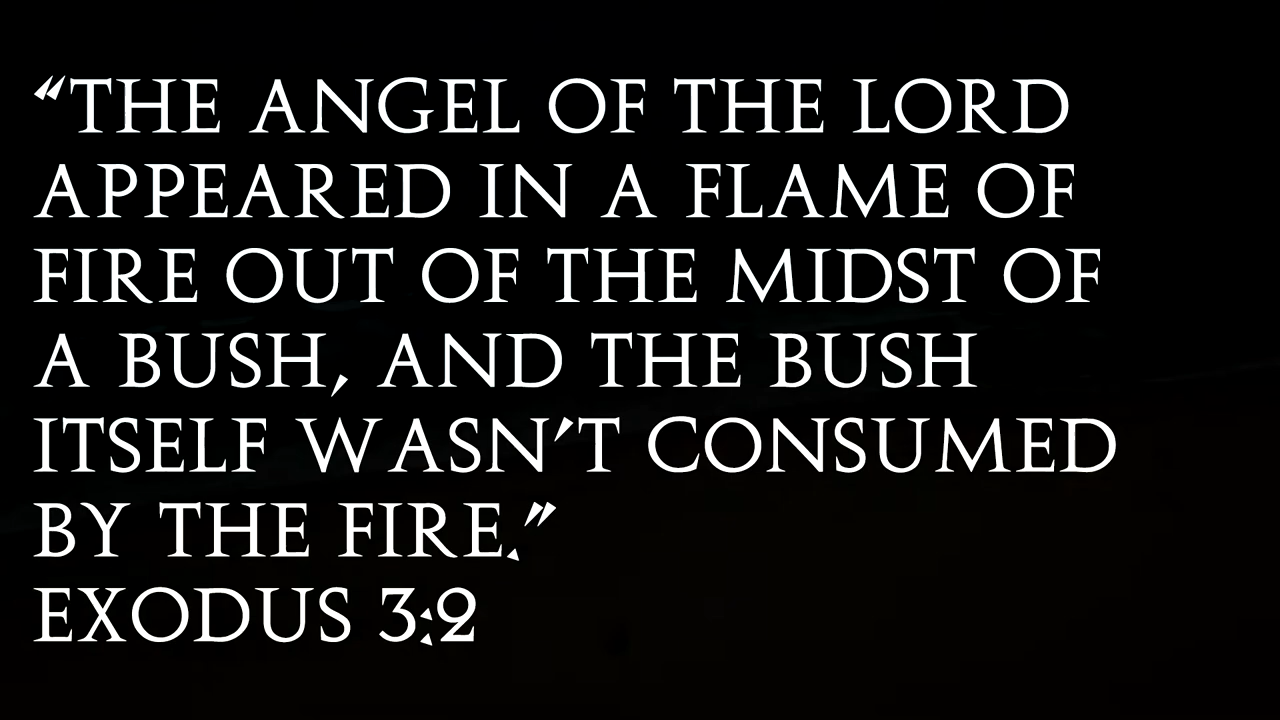 “THE ANGEL OF THE LORD
APPEARED IN A FLAME OF
FIRE OUT OF THE MIDST OF
A BUSH, AND THE BUSH
ITSELF WASN’T CONSUMED
BY THE FIRE.”
EXODUS 3:2